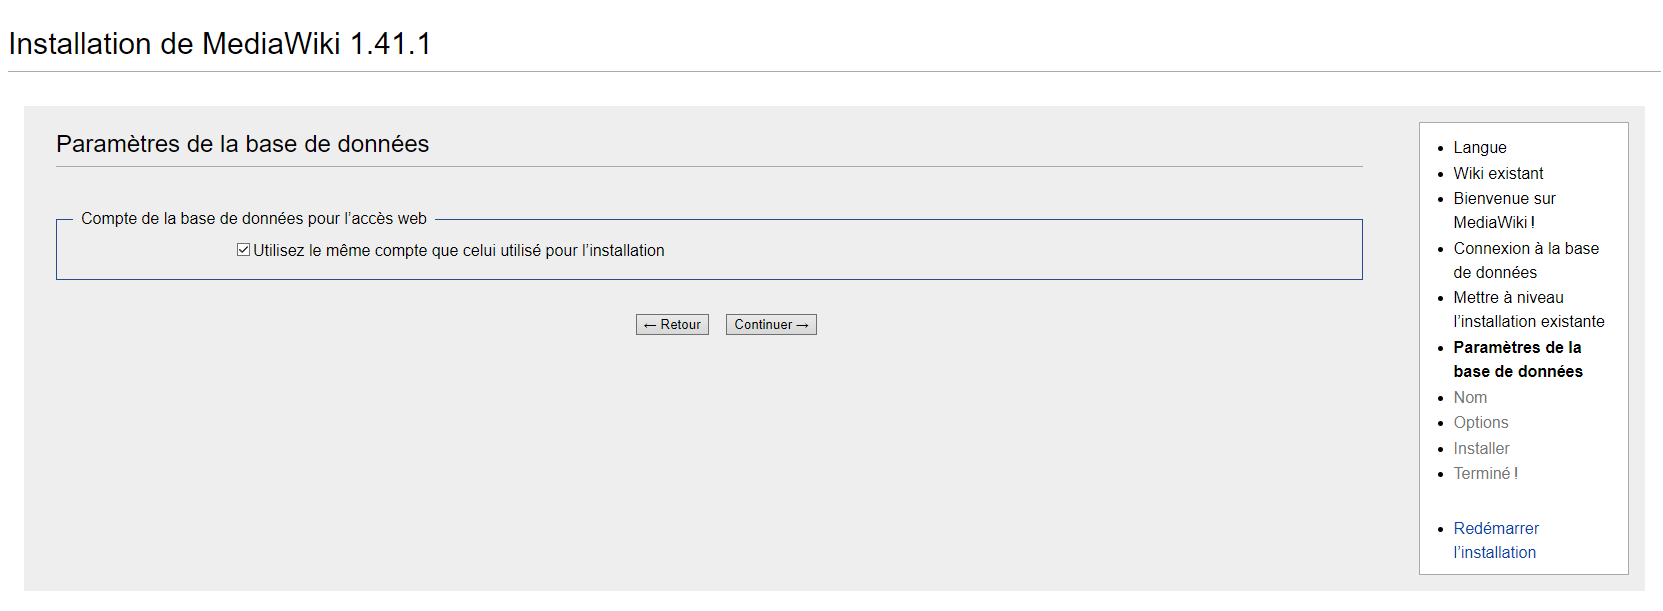 Installation de MediaWiki 1.41.1
Paramètres de la base de données
Compte de la base de données pour l’accès web
Utilisez le même compte que celui utilisé pour l’installation
← Retour
Continuer →
Langue
Wiki existant
Bienvenue sur
MediaWiki !
Connexion à la base
de données
Mettre à niveau
l’installation existante
Paramètres de la
base de données
Nom
Options
Installer
Terminé !
Redémarrer
l’installation